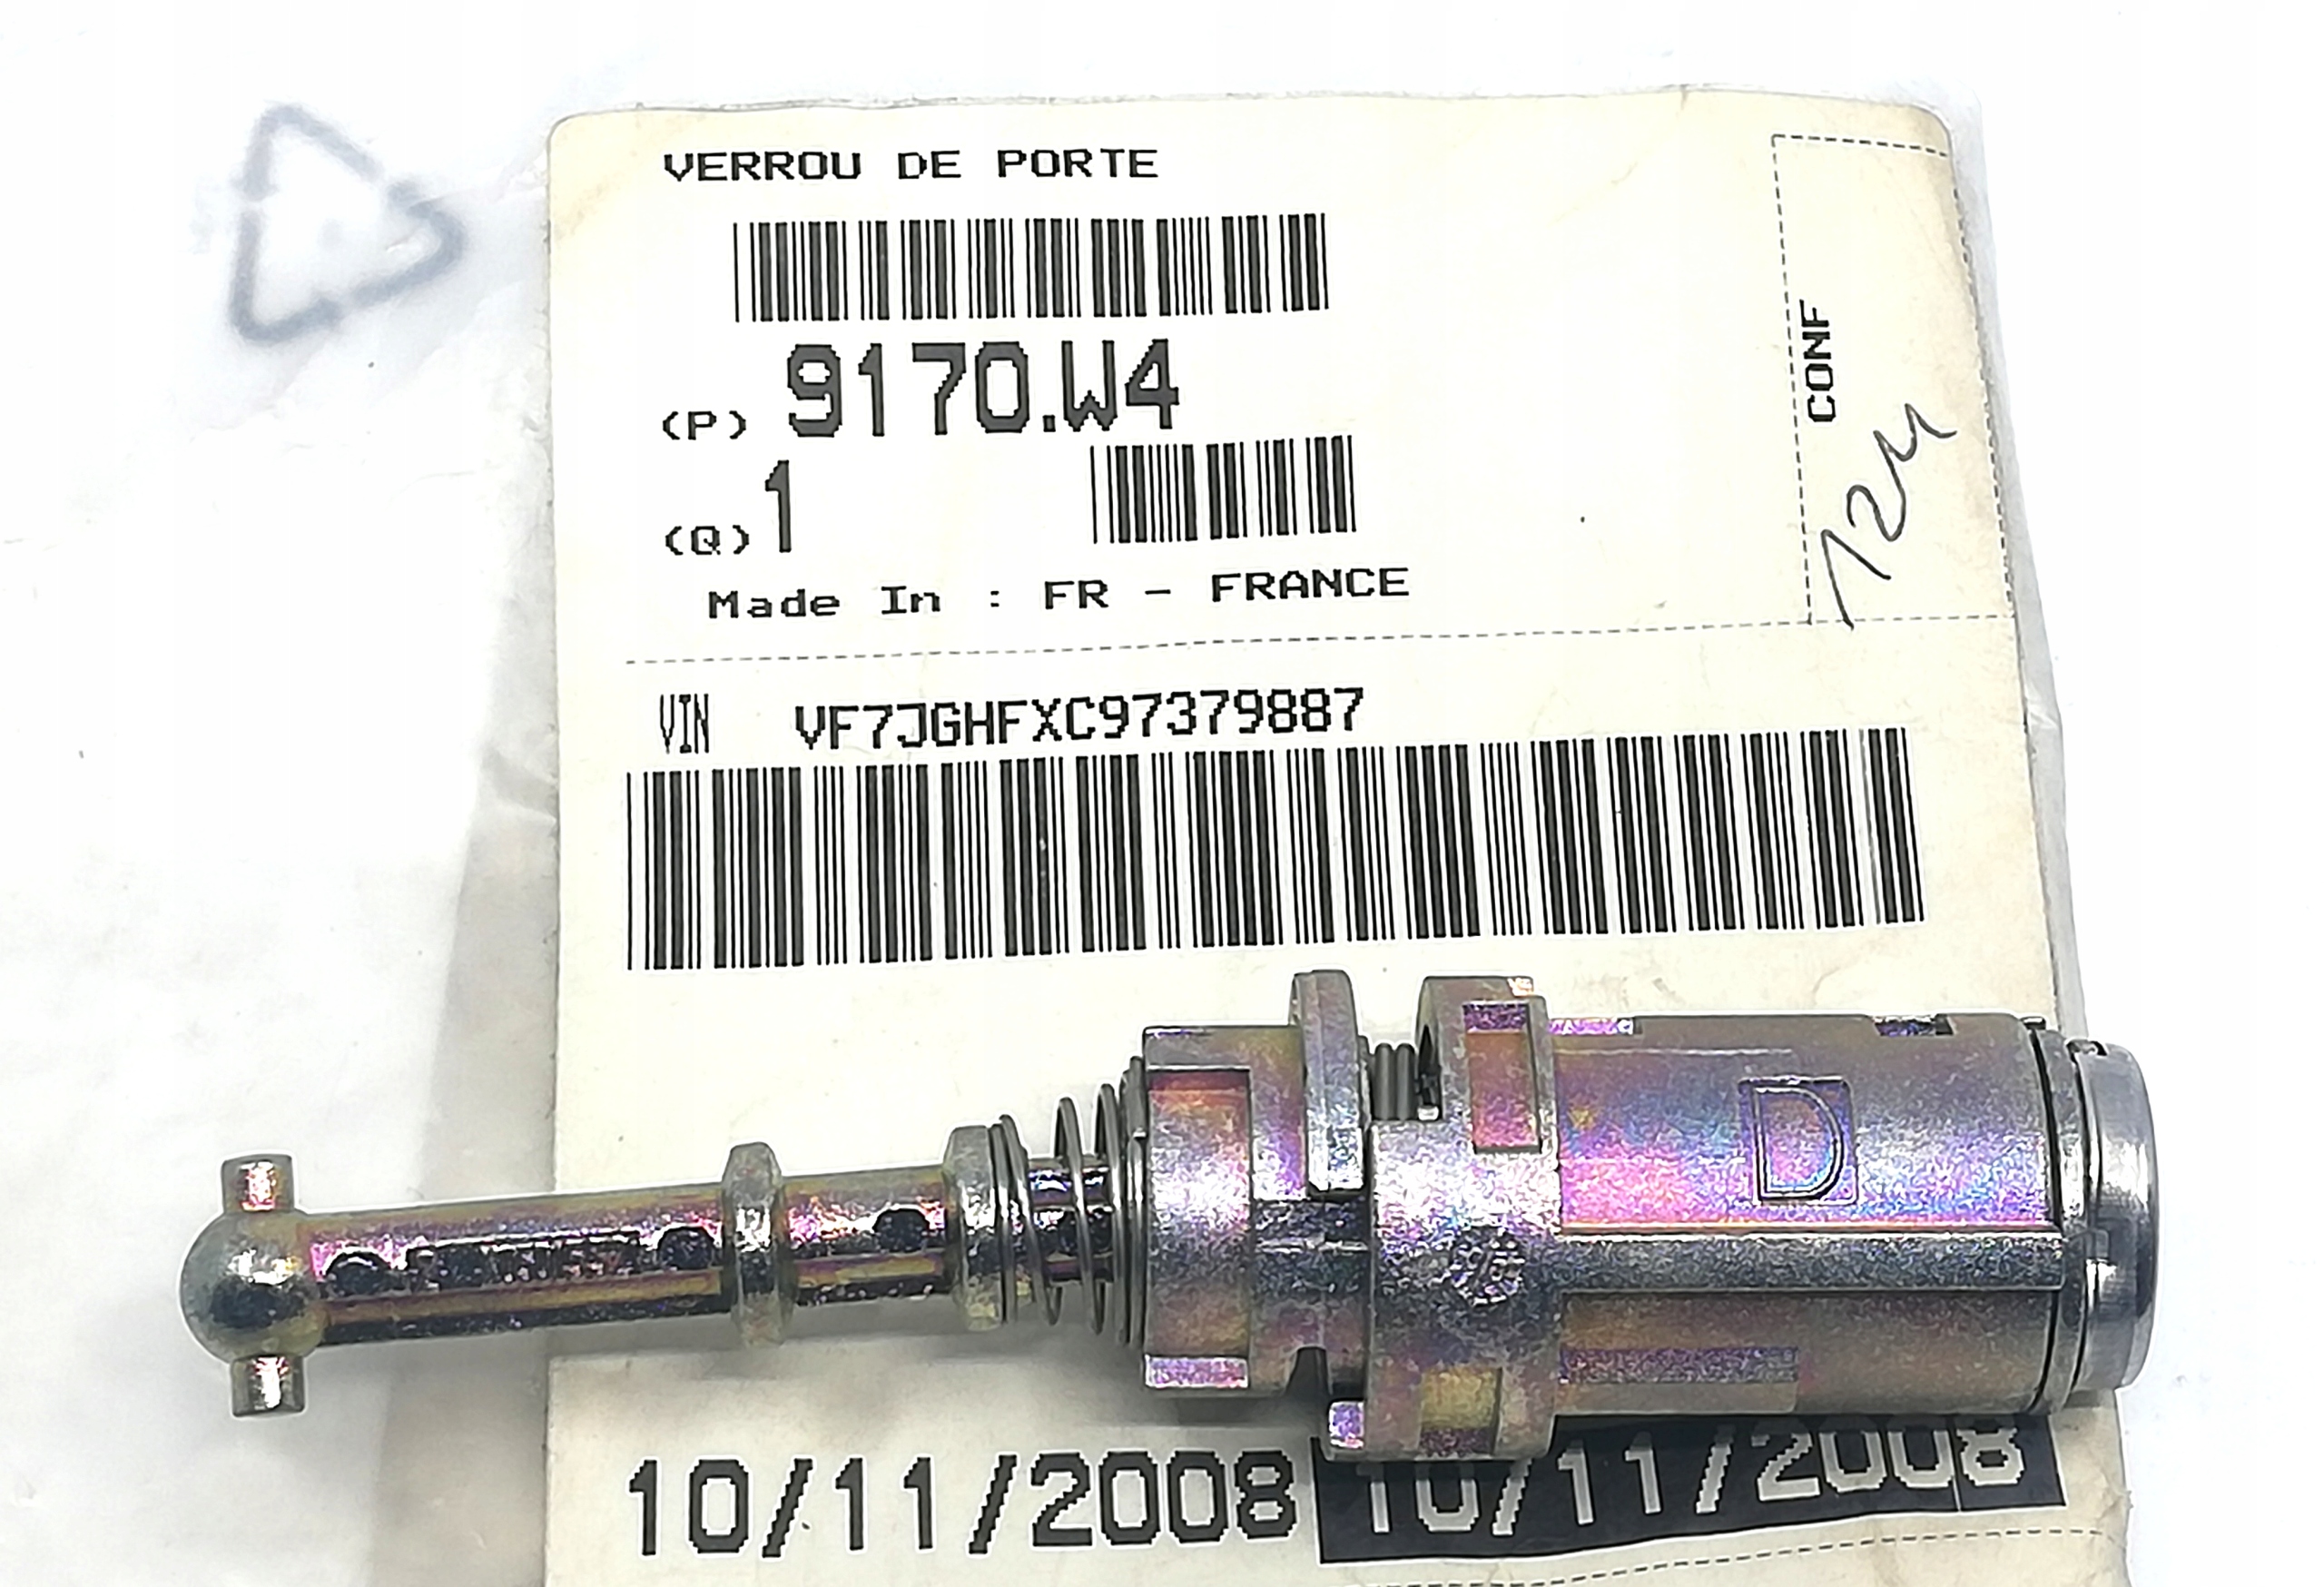 VERROU DE PORTE
(P) 9170.W4
(Q) 1
Made In : FR - FRANCE
CONF
124
VIN VF7JGHFXC97379887
D
10/11/2008 10/11/2008